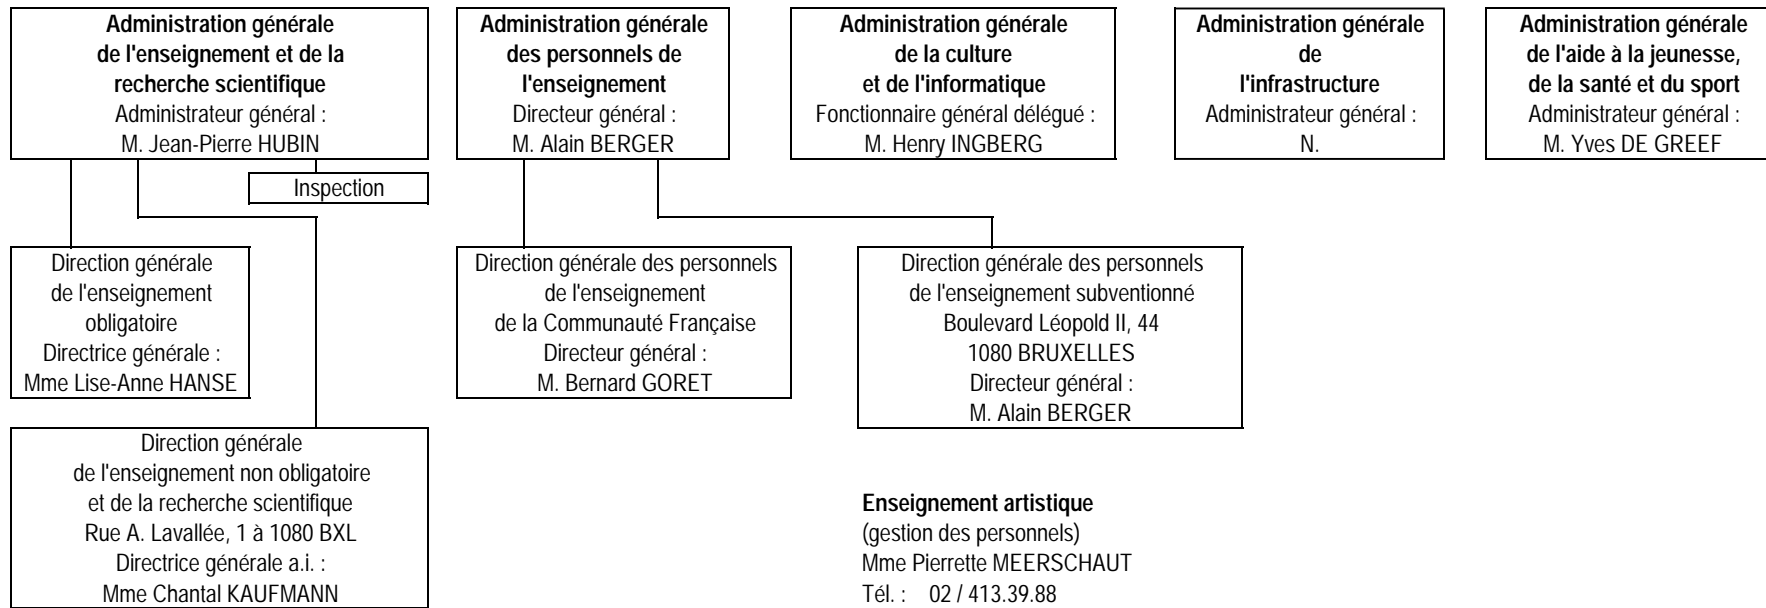 Administration générale
de l'enseignement et de la
recherche scientifique
Administrateur général :
M. Jean-Pierre HUBIN
Administration générale
des personnels de
l'enseignement
Directeur général :
M. Alain BERGER
Administration générale
de la culture
et de l'informatique
Fonctionnaire général délégué :
M. Henry INGBERG
Administration générale
de
l'infrastructure
Administrateur général :
N.
Administration générale
de l'aide à la jeunesse,
de la santé et du sport
Administrateur général :
M. Yves DE GREEF
Inspection
Direction générale
de l'enseignement
obligatoire
Directrice générale :
Mme Lise-Anne HANSE
Direction générale des personnels
de l'enseignement
de la Communauté Française
Directeur général :
M. Bernard GORET
Direction générale des personnels
de l'enseignement subventionné
Boulevard Léopold II, 44
1080 BRUXELLES
Directeur général :
M. Alain BERGER
Direction générale
de l'enseignement non obligatoire
et de la recherche scientifique
Rue A. Lavallée, 1 à 1080 BXL
Directrice générale a.i. :
Mme Chantal KAUFMANN
Enseignement artistique
(gestion des personnels)
Mme Pierrette MEERSCHAUT
Tél. : 02 / 413.39.88